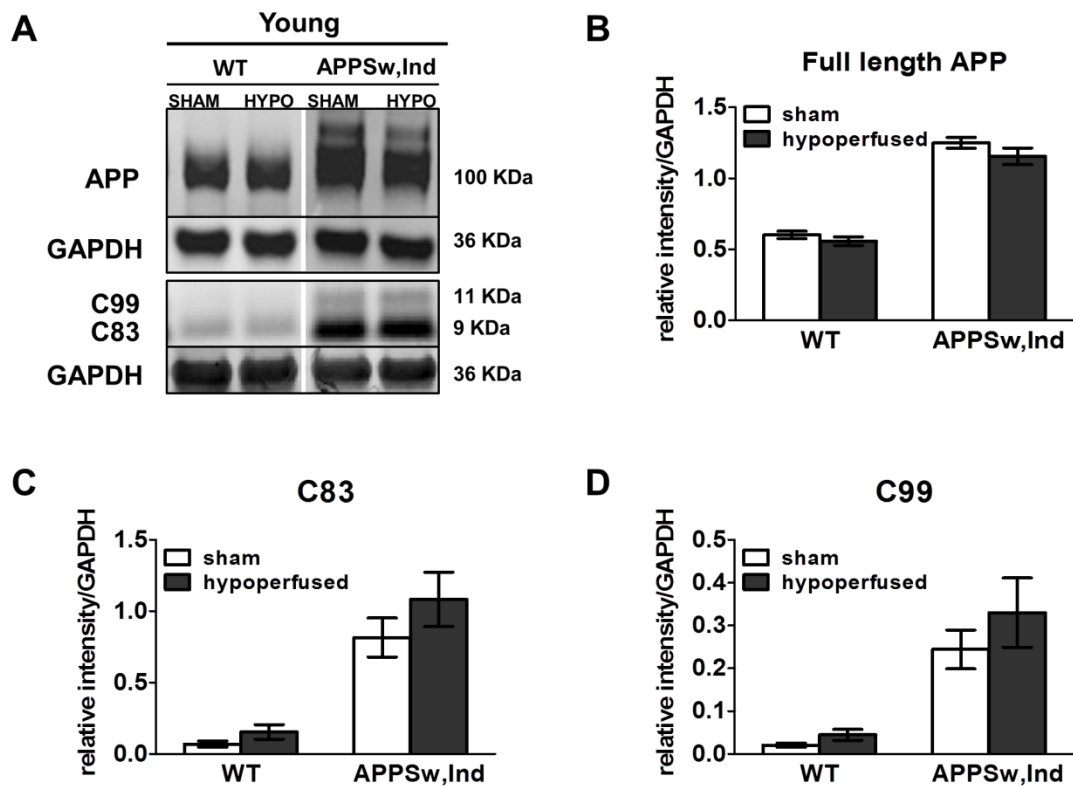 A
Young
WT APPSw,Ind
SHAM HYPO SHAM HYPO
APP 100 KDa
GAPDH 36 KDa
C99 11 KDa
C83 9 KDa
GAPDH 36 KDa
B
Full length APP
relative intensity/GAPDH
1.5
1.0
0.5
0.0
sham
hypoperfused
WT APPSw,Ind
C
C83
relative intensity/GAPDH
1.5
1.0
0.5
0.0
sham
hypoperfused
WT APPSw,Ind
D
C99
relative intensity/GAPDH
0.5
0.4
0.3
0.2
0.1
0.0
sham
hypoperfused
WT APPSw,Ind